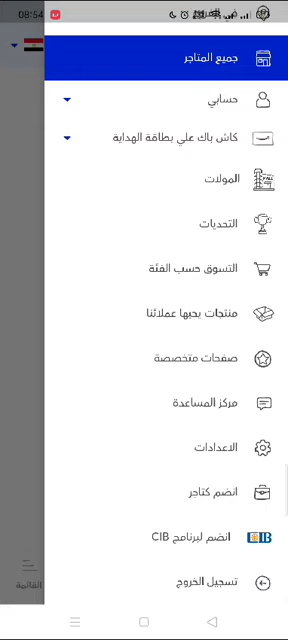 08:54
جميع المتاجر
حسابي
كاش باك علي بطاقة الهداية
المولات
التحديات
التسوق حسب الفئة
منتجات يحبها عملائنا
صفحات متخصصة
مركز المساعدة
الاعدادات
انضم كتاجر
انضم لبرنامج CIB
CIB
تسجيل الخروج
القائمة